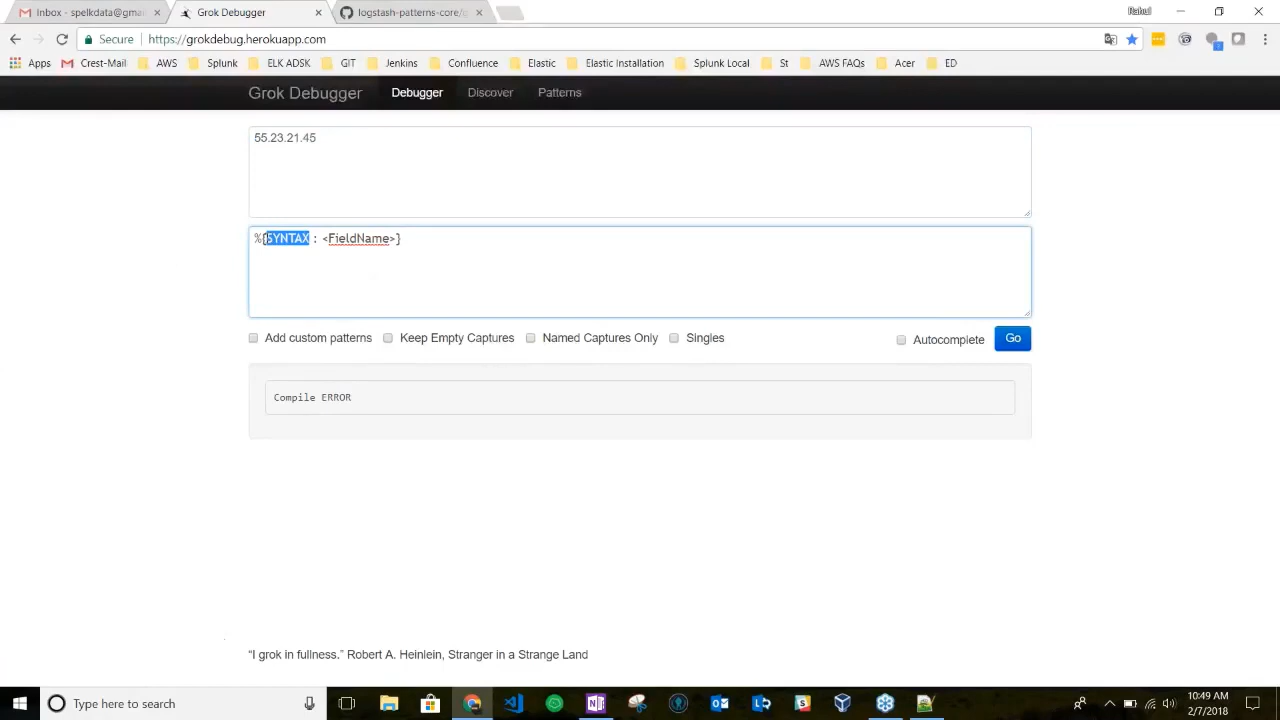 Inbox - spelkdata@gmai
Grok Debugger
logstash-patterns-core/
Secure
https://grokdebug.herokuapp.com
Apps
Crest-Mail
AWS
Splunk
ELK ADSK
GIT
Jenkins
Confluence
Elastic
Elastic Installation
Splunk Local
St
AWS FAQs
Acer
ED
Grok Debugger
Debugger
Discover
Patterns
55.23.21.45
%{SYNTAX : <FieldName>}
Add custom patterns
Keep Empty Captures
Named Captures Only
Singles
Autocomplete
Go
Compile ERROR
“I grok in fullness.” Robert A. Heinlein, Stranger in a Strange Land
Type here to search
10:49 AM
2/7/2018